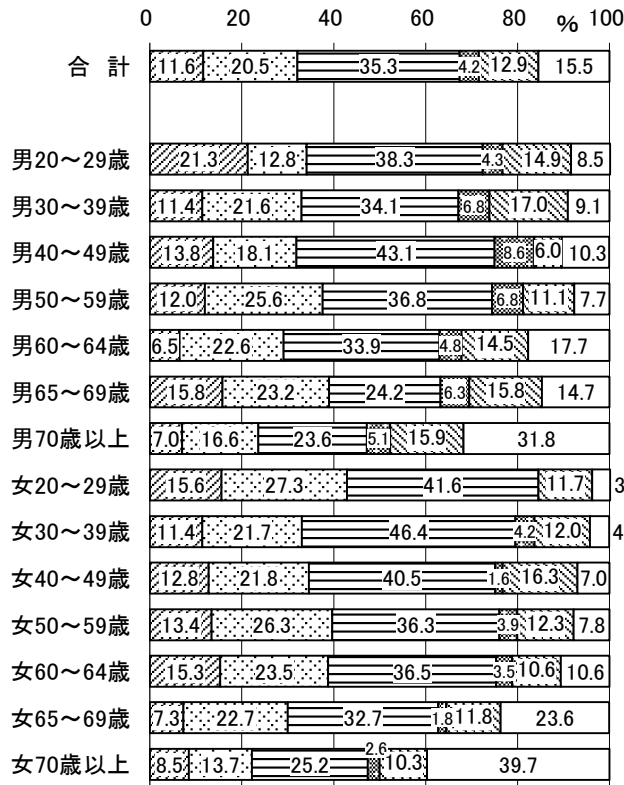 0 20 40 60 80 100
%
合 計 11.6 20.5 35.3 4.2 12.9 15.5
男20～29歳 21.3 12.8 38.3 4.3 14.9 8.5
男30～39歳 11.4 21.6 34.1 6.8 17.0 9.1
男40～49歳 13.8 18.1 43.1 8.6 6.0 10.3
男50～59歳 12.0 25.6 36.8 6.8 11.1 7.7
男60～64歳 6.5 22.6 33.9 4.8 14.5 17.7
男65～69歳 15.8 23.2 24.2 6.3 15.8 14.7
男70歳以上 7.0 16.6 23.6 5.1 15.9 31.8
女20～29歳 15.6 27.3 41.6 11.7 3
女30～39歳 11.4 21.7 46.4 4.2 12.0 4
女40～49歳 12.8 21.8 40.5 1.6 16.3 7.0
女50～59歳 13.4 26.3 36.3 3.9 12.3 7.8
女60～64歳 15.3 23.5 36.5 3.5 10.6 10.6
女65～69歳 7.3 22.7 32.7 1.8 11.8 23.6
女70歳以上 8.5 13.7 25.2 2.6 10.3 39.7